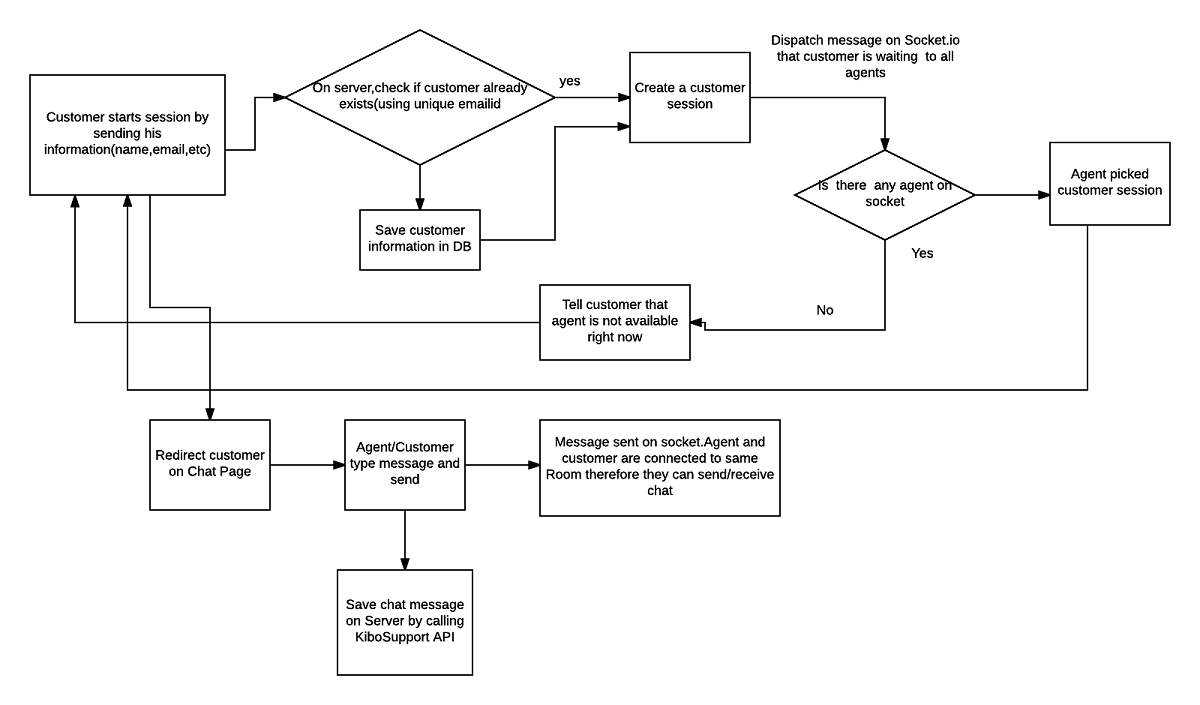 Dispatch message on Socket.io
that customer is waiting  to all
agents
Customer starts session by
sending his
information(name,email,etc)
On server,check if customer already
exists(using unique emailid
yes
Create a customer
session
Save customer
information in DB
Is  there  any agent on
socket
Agent picked
customer session
Yes
No
Tell customer that
agent is not available
right now
Redirect customer
on Chat Page
Agent/Customer
type message and
send
Message sent on socket.Agent and
customer are connected to same
Room therefore they can send/receive
chat
Save chat message
on Server by calling
KiboSupport API